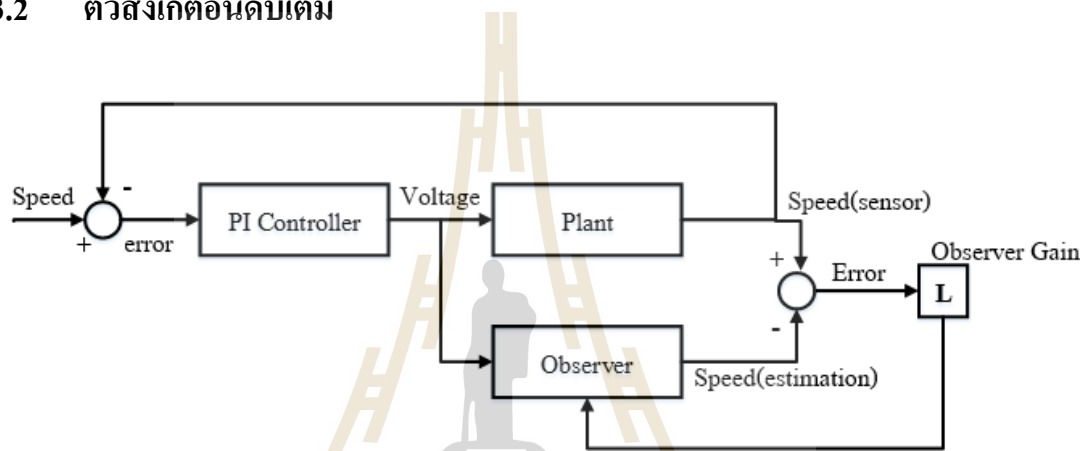 3.2 ตัวสังเกตอันดับเต็ม
Speed
-
+
error
PI Controller
Voltage
Plant
Speed(sensor)
+
-
Error
Observer Gain
L
Observer
Speed(estimation)